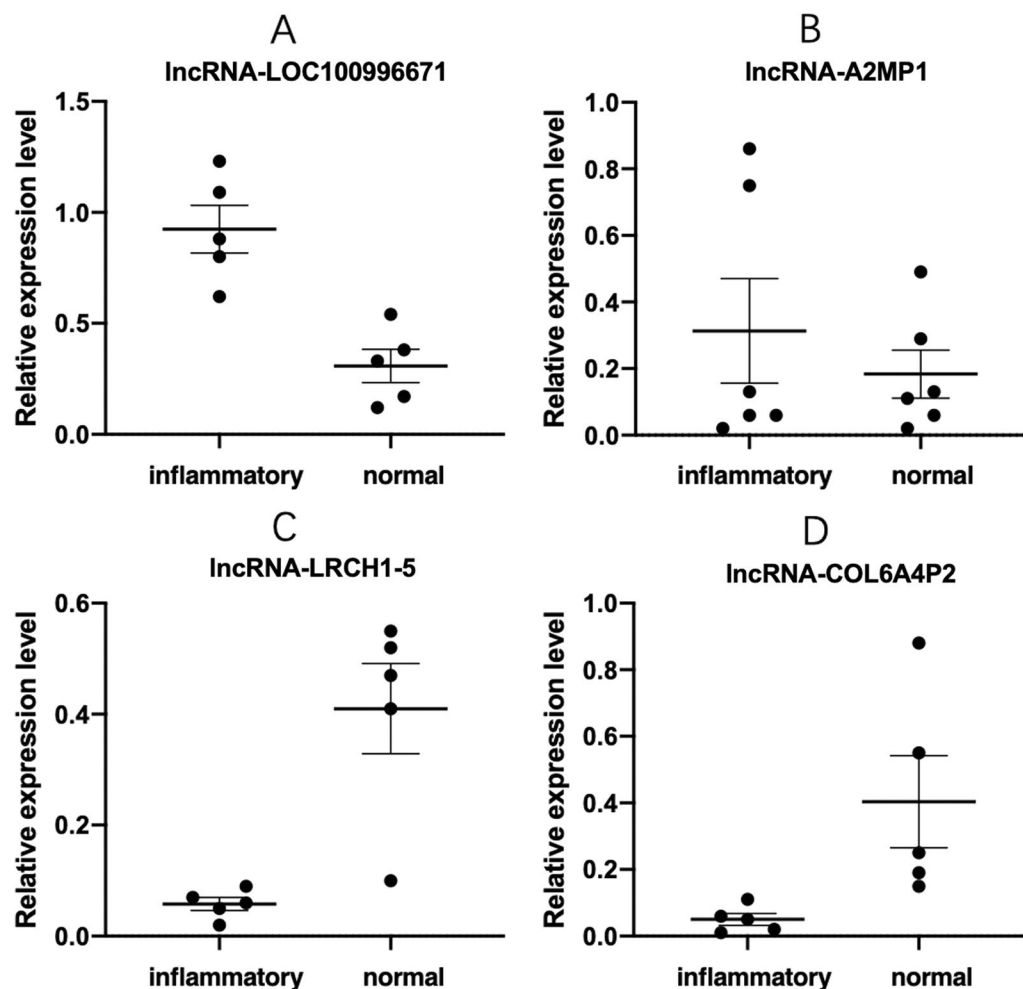 A
lncRNA-LOC100996671
Relative expression level
1.5
1.0
0.5
0.0
inflammatory normal
B
lncRNA-A2MP1
Relative expression level
1.0
0.8
0.6
0.4
0.2
0.0
inflammatory normal
C
lncRNA-LRCH1-5
Relative expression level
0.6
0.4
0.2
0.0
inflammatory normal
D
lncRNA-COL6A4P2
Relative expression level
1.0
0.8
0.6
0.4
0.2
0.0
inflammatory normal